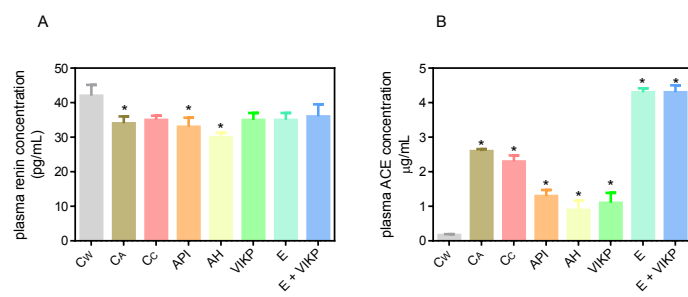 A
plasma renin concentration
(pg/mL)
50
40
30
20
10
0
*
*
*
Cw
CA
Cc
API
AH
VIKP
E
E + VIKP
B
plasma ACE concentration
µg/mL
6
4
3
2
1
0
*
*
*
*
*
*
*
Cw
CA
Cc
API
AH
VIKP
E
E + VIKP